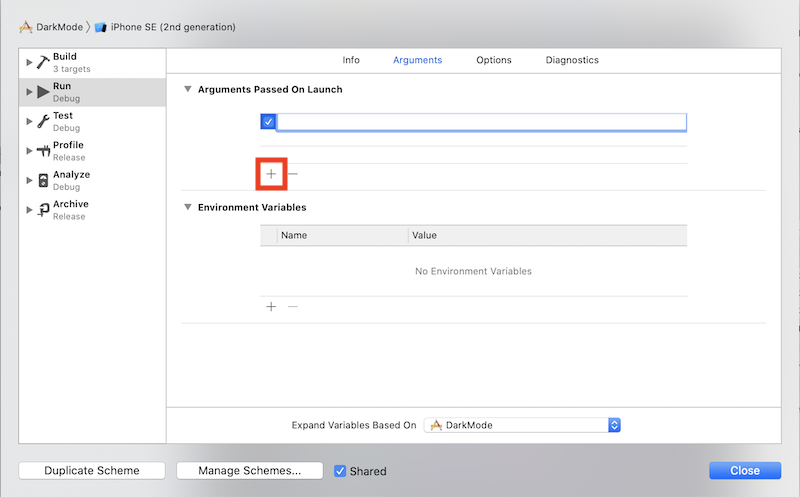 DarkMode iPhone SE (2nd generation)
Build
3 targets
Run
Debug
Test
Debug
Profile
Release
Analyze
Debug
Archive
Release
Info Arguments Options Diagnostics
Arguments Passed On Launch
Environment Variables
Name Value
No Environment Variables
Expand Variables Based On DarkMode
Duplicate Scheme Manage Schemes... Shared Close